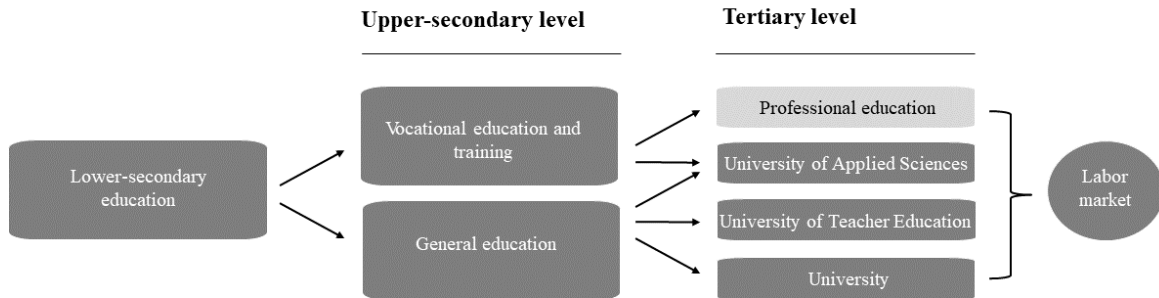 Upper-secondary level
Tertiary level
Lower-secondary
education
Vocational education and
training
General education
Professional education
University of Applied Sciences
University of Teacher Education
University
Labor
market